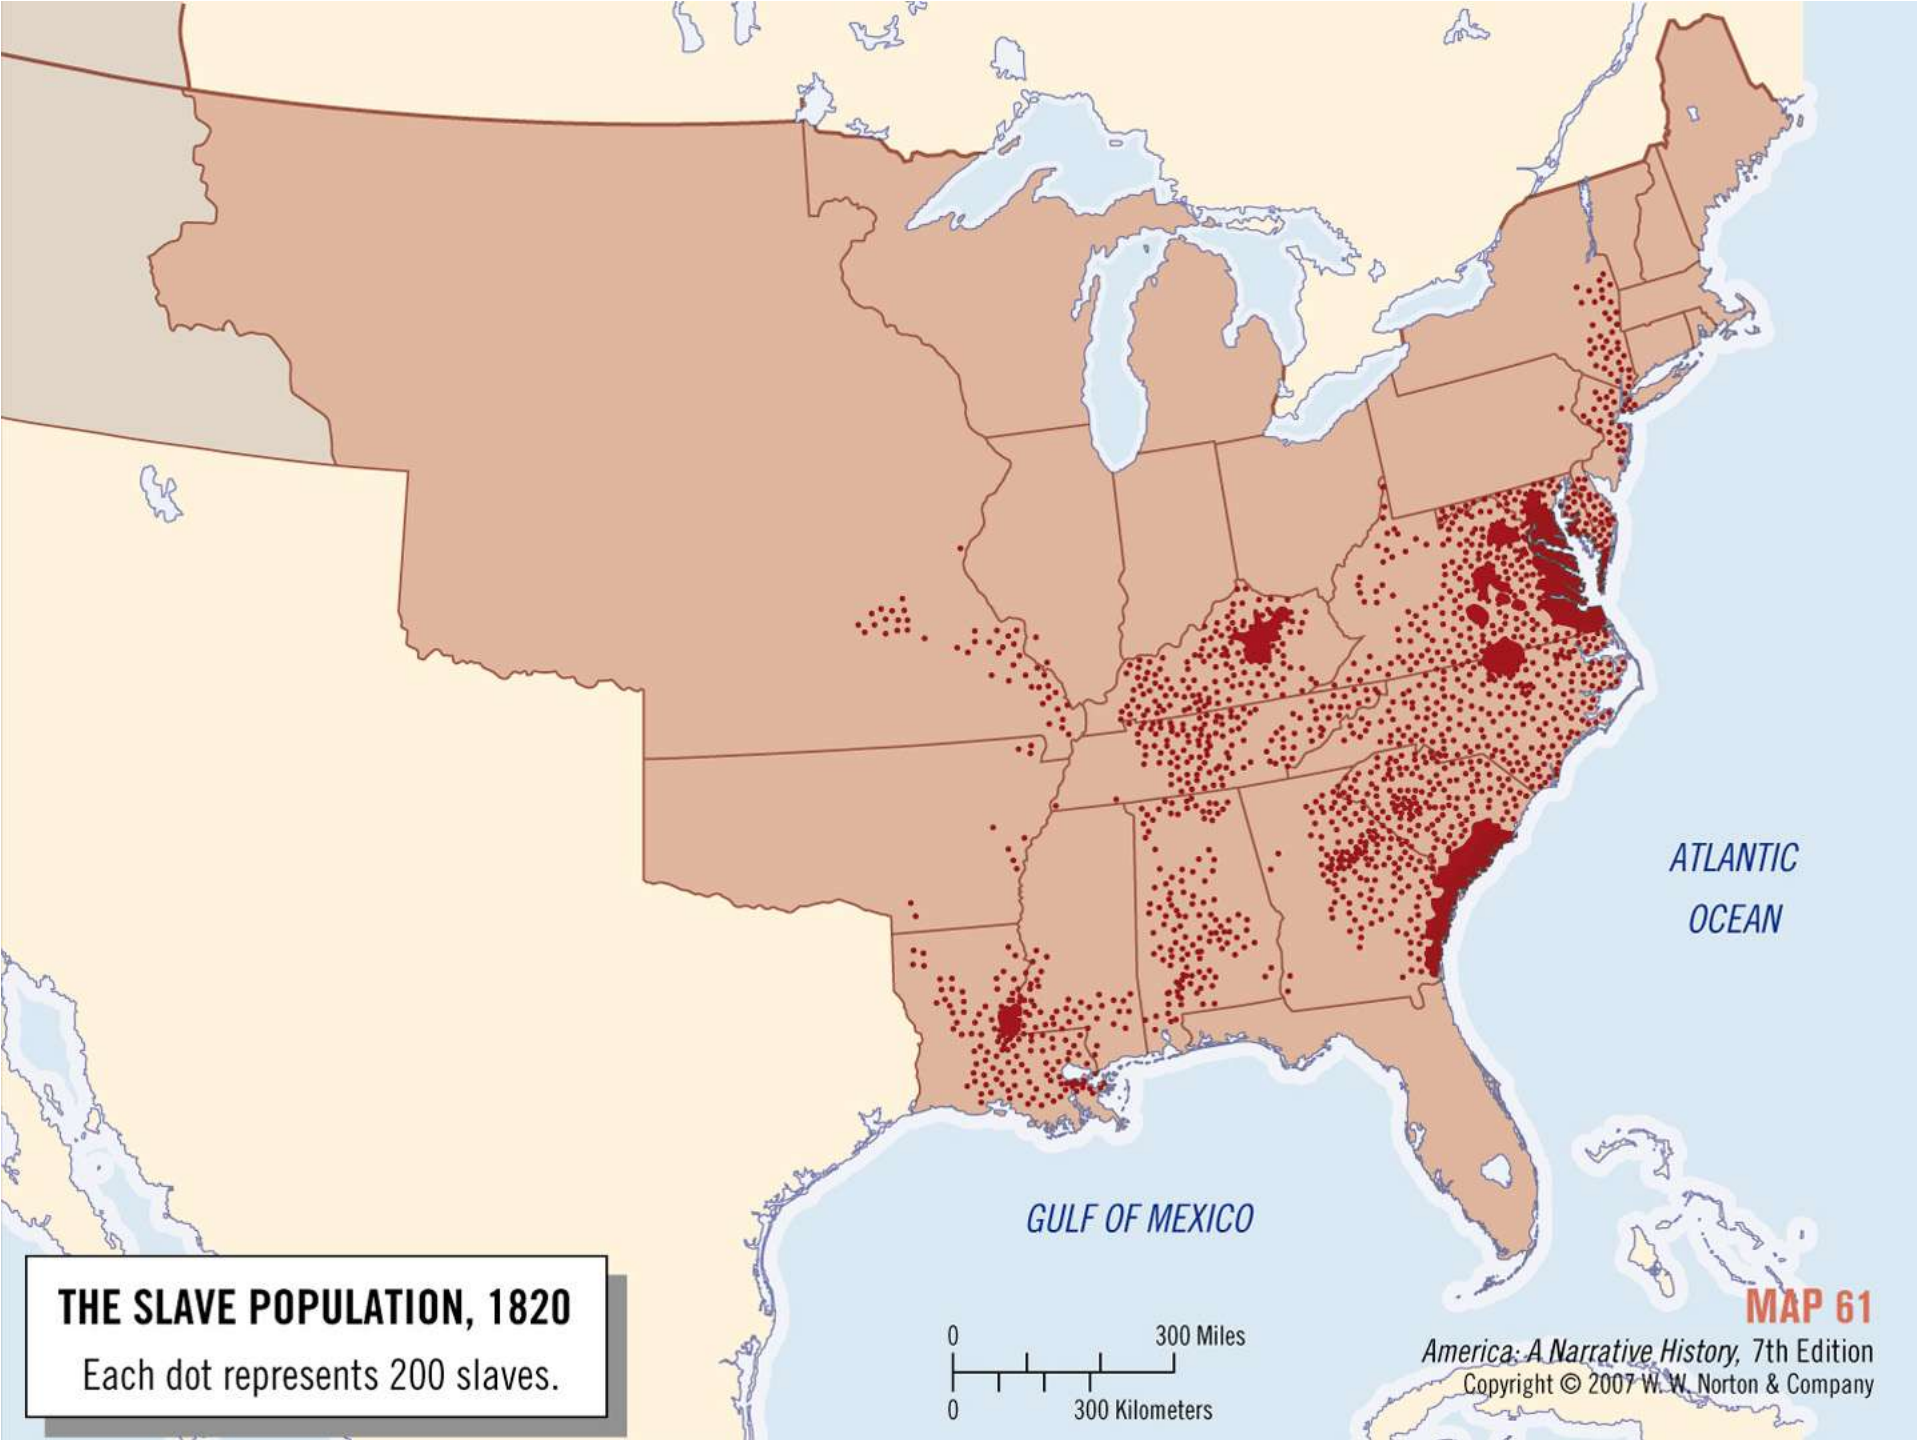 ATLANTIC
OCEAN
GULF OF MEXICO
THE SLAVE POPULATION, 1820
Each dot represents 200 slaves.
0 300 Miles
0 300 Kilometers
MAP 61
America: A Narrative History, 7th Edition
Copyright © 2007 W. W. Norton & Company